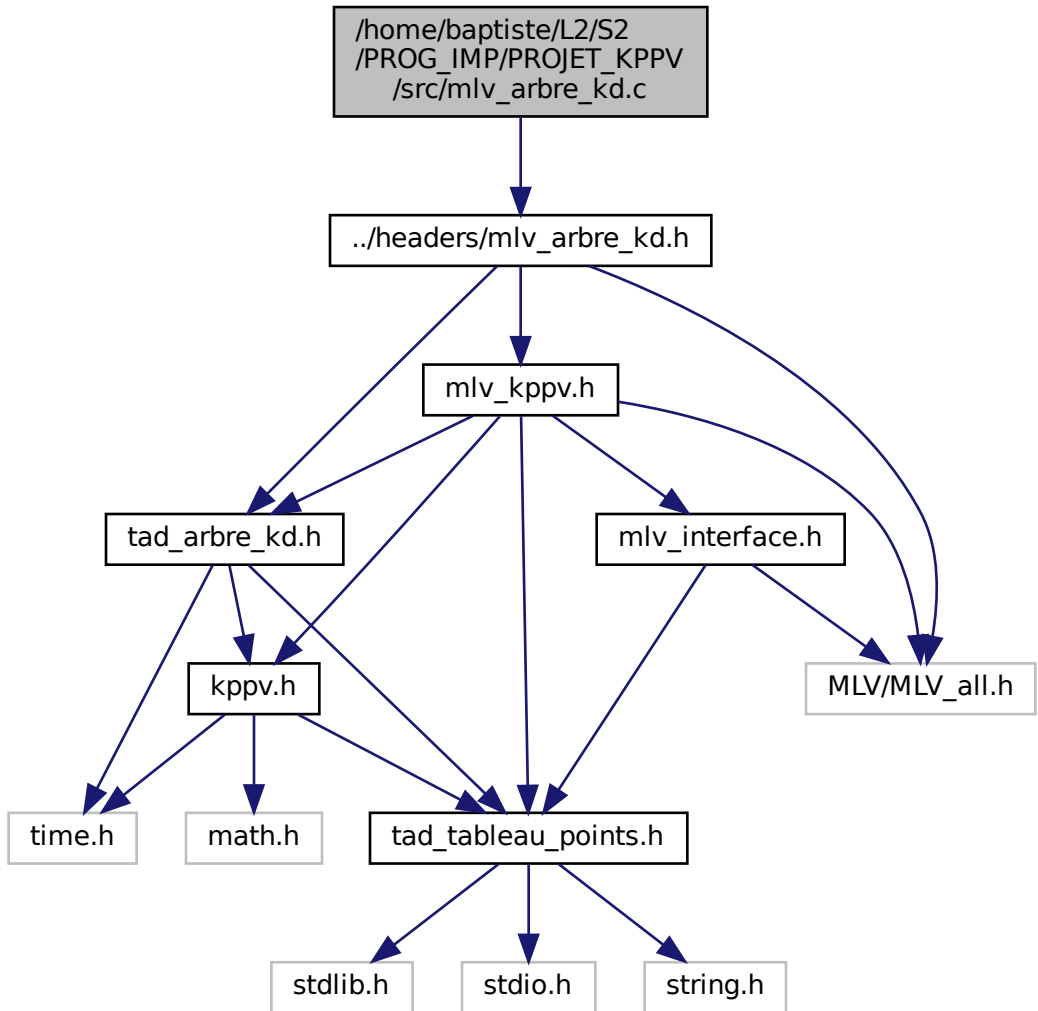 /home/baptiste/L2/S2
/PROG_IMP/PROJET_KPPV
/src/mlv_arbre_kd.c
../headers/mlv_arbre_kd.h
mlv_kppv.h
tad_arbre_kd.h
mlv_interface.h
kppv.h
MLV/MLV_all.h
time.h
math.h
tad_tableau_points.h
stdlib.h
stdio.h
string.h